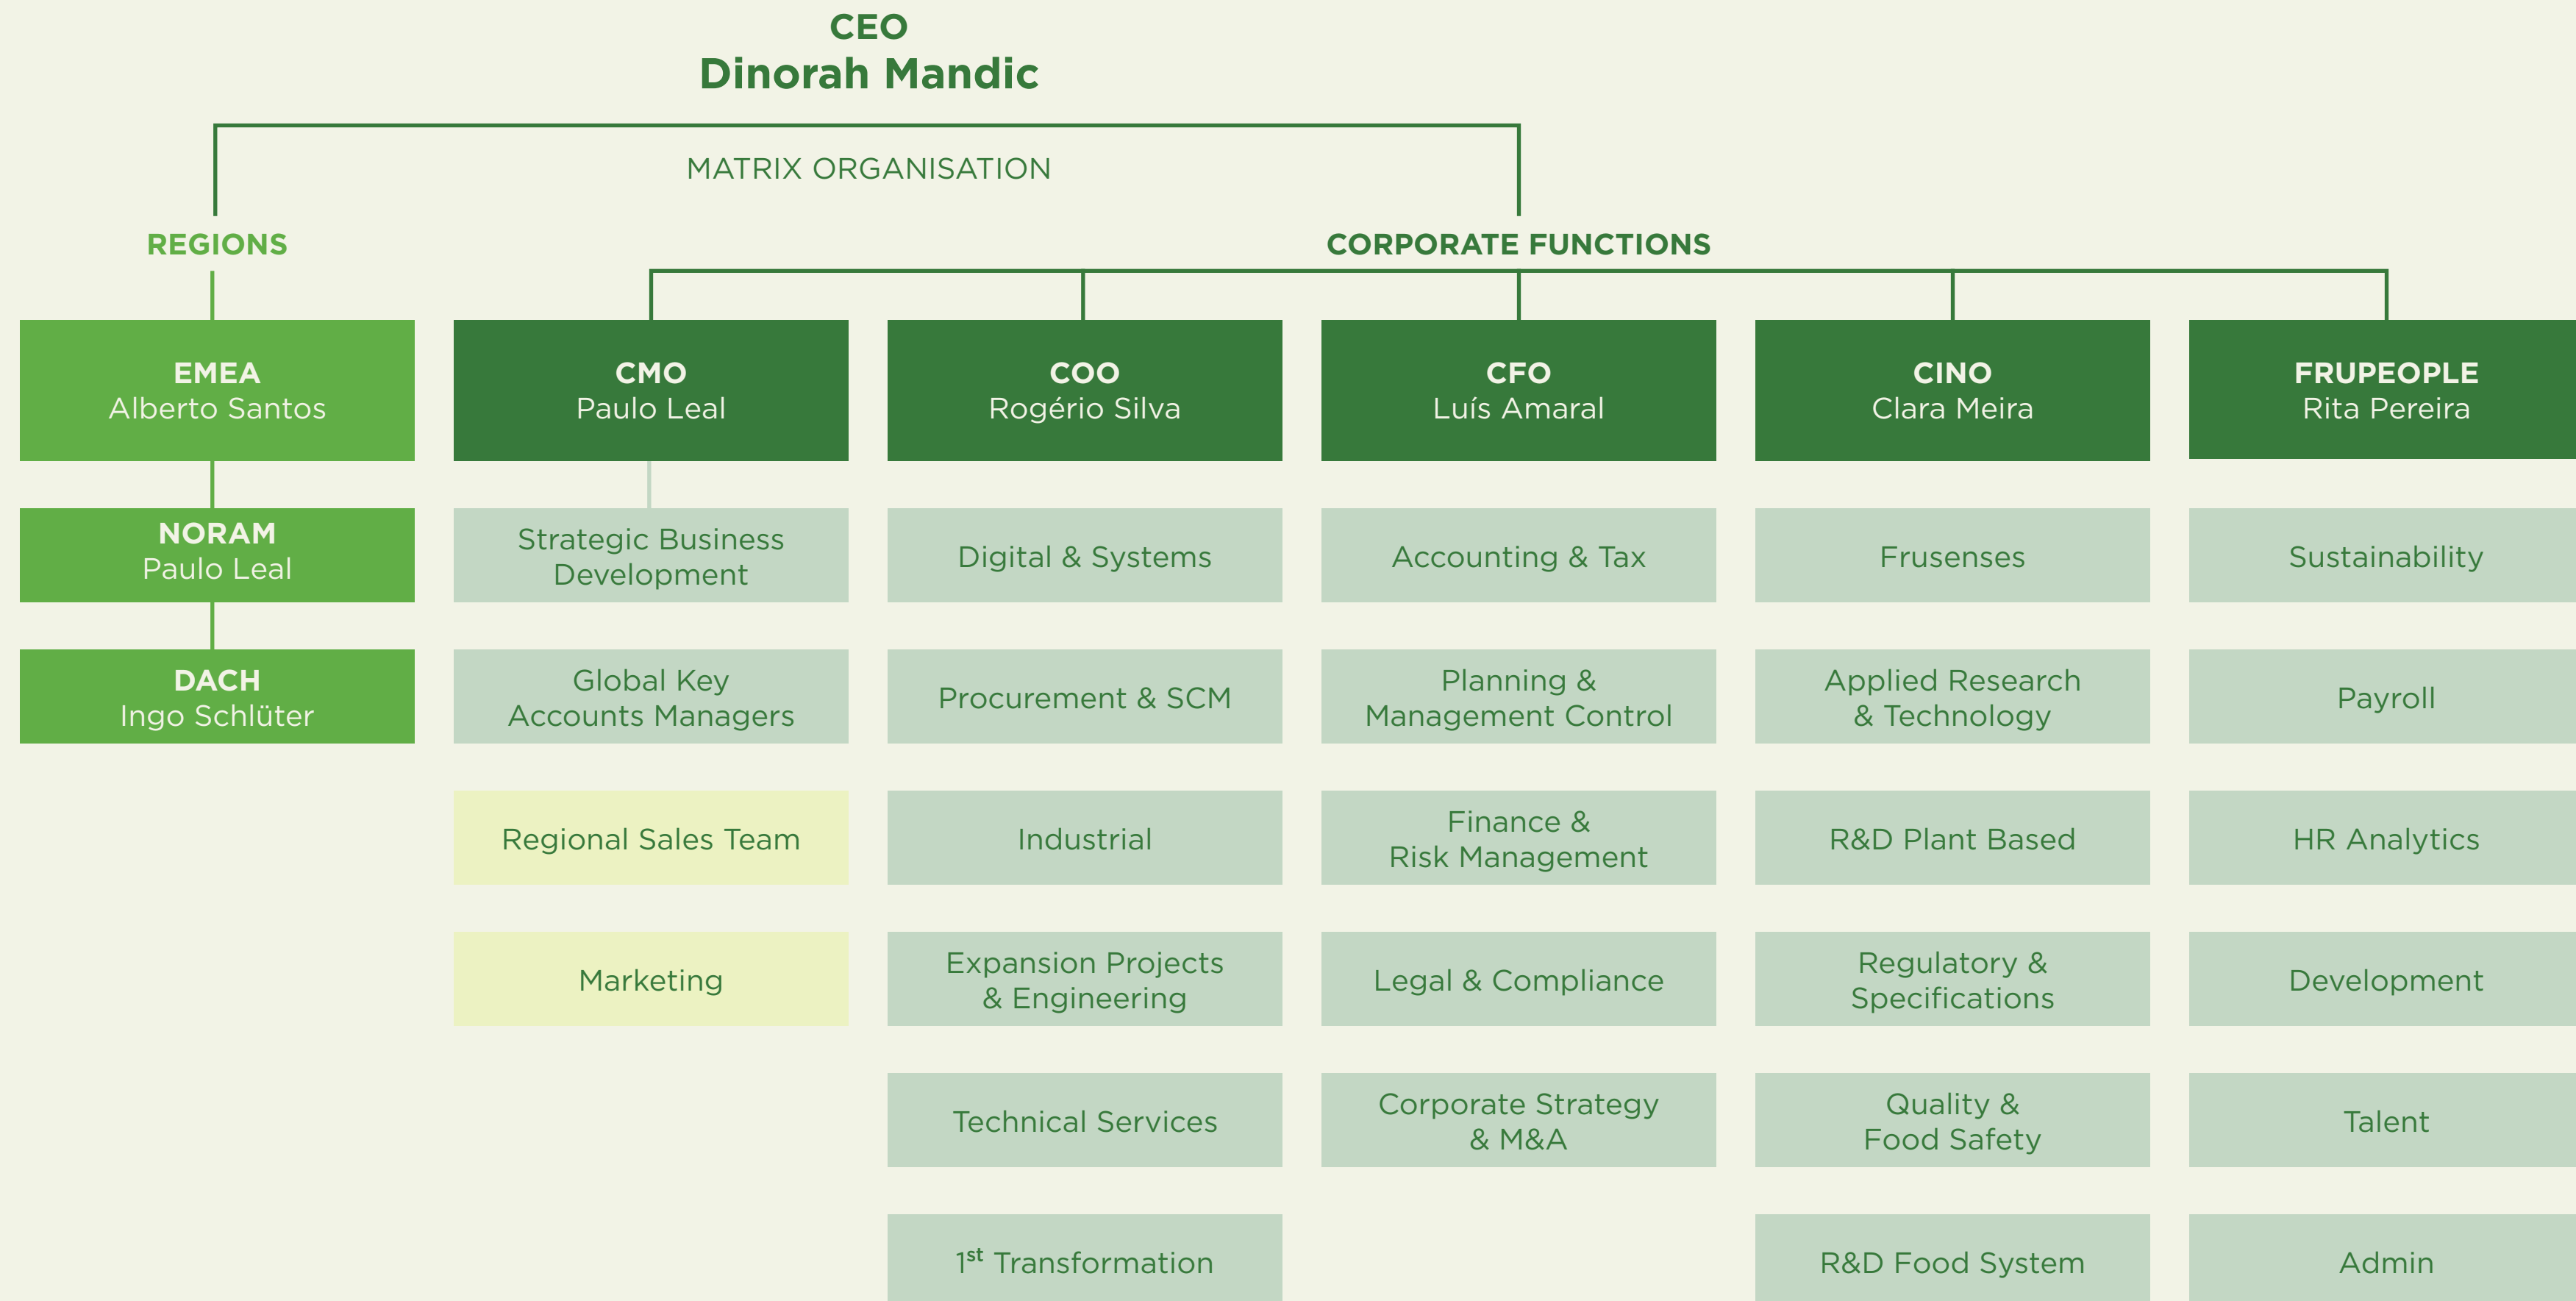 CEO
Dinorah Mandic
MATRIX ORGANISATION
REGIONS
CORPORATE FUNCTIONS
EMEA
Alberto Santos
NORAM
Paulo Leal
DACH
Ingo Schlüter
CMO
Paulo Leal
Strategic Business
Development
Global Key
Accounts Managers
Regional Sales Team
Marketing
COO
Rogério Silva
Digital & Systems
Procurement & SCM
Industrial
Expansion Projects
& Engineering
Technical Services
1st Transformation
CFO
Luís Amaral
Accounting & Tax
Planning &
Management Control
Finance &
Risk Management
Legal & Compliance
Corporate Strategy
& M&A
CINO
Clara Meira
Frusenses
Applied Research
& Technology
R&D Plant Based
Regulatory &
Specifications
Quality &
Food Safety
R&D Food System
FRUPEOPLE
Rita Pereira
Sustainability
Payroll
HR Analytics
Development
Talent
Admin